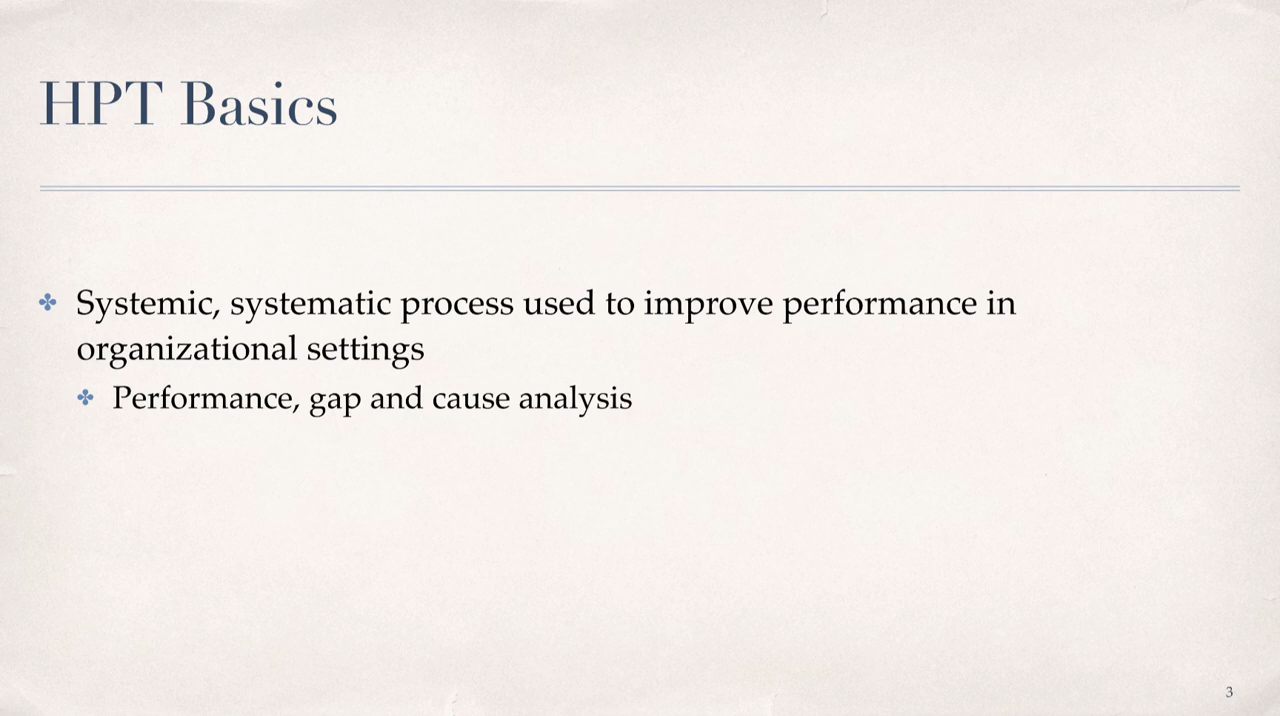 HPT Basics
Systemic, systematic process used to improve performance in
organizational settings
Performance, gap and cause analysis
3